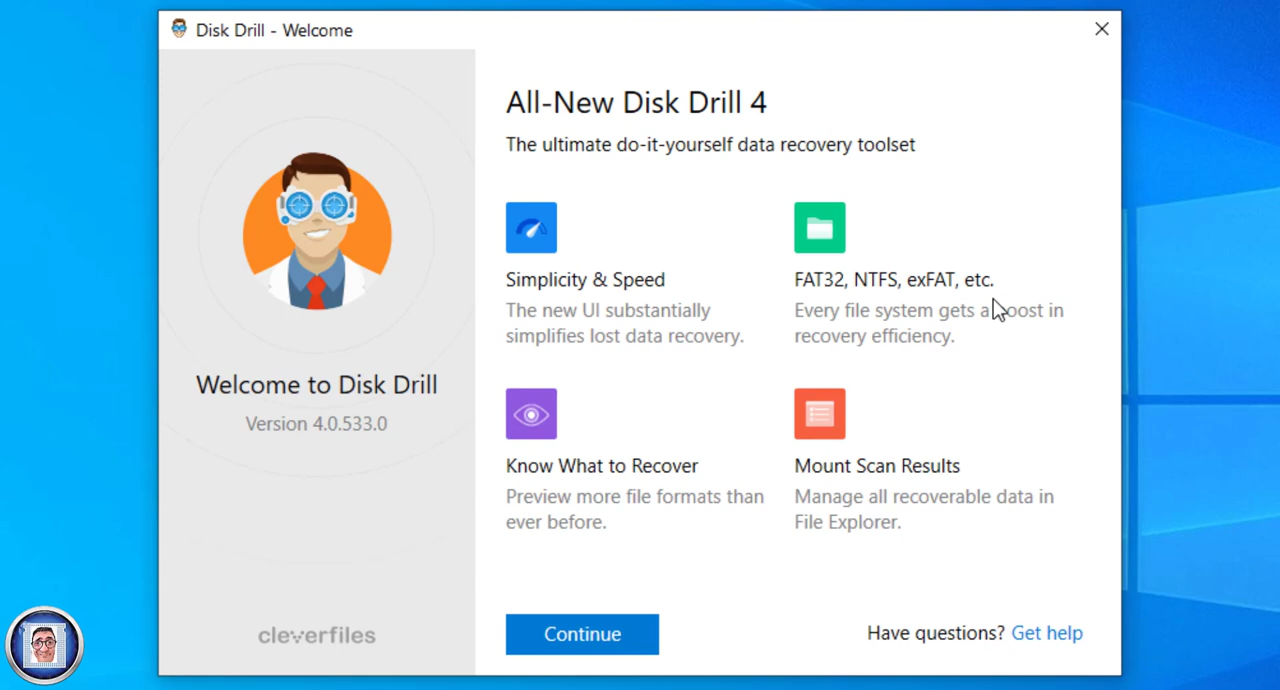 Disk Drill - Welcome
Welcome to Disk Drill
Version 4.0.533.0
cleverfiles
All-New Disk Drill 4
The ultimate do-it-yourself data recovery toolset
Simplicity & Speed
The new UI substantially
simplifies lost data recovery.
FAT32, NTFS, exFAT, etc.
Every file system gets a boost in
recovery efficiency.
Know What to Recover
Preview more file formats than
ever before.
Mount Scan Results
Manage all recoverable data in
File Explorer.
Continue
Have questions? Get help